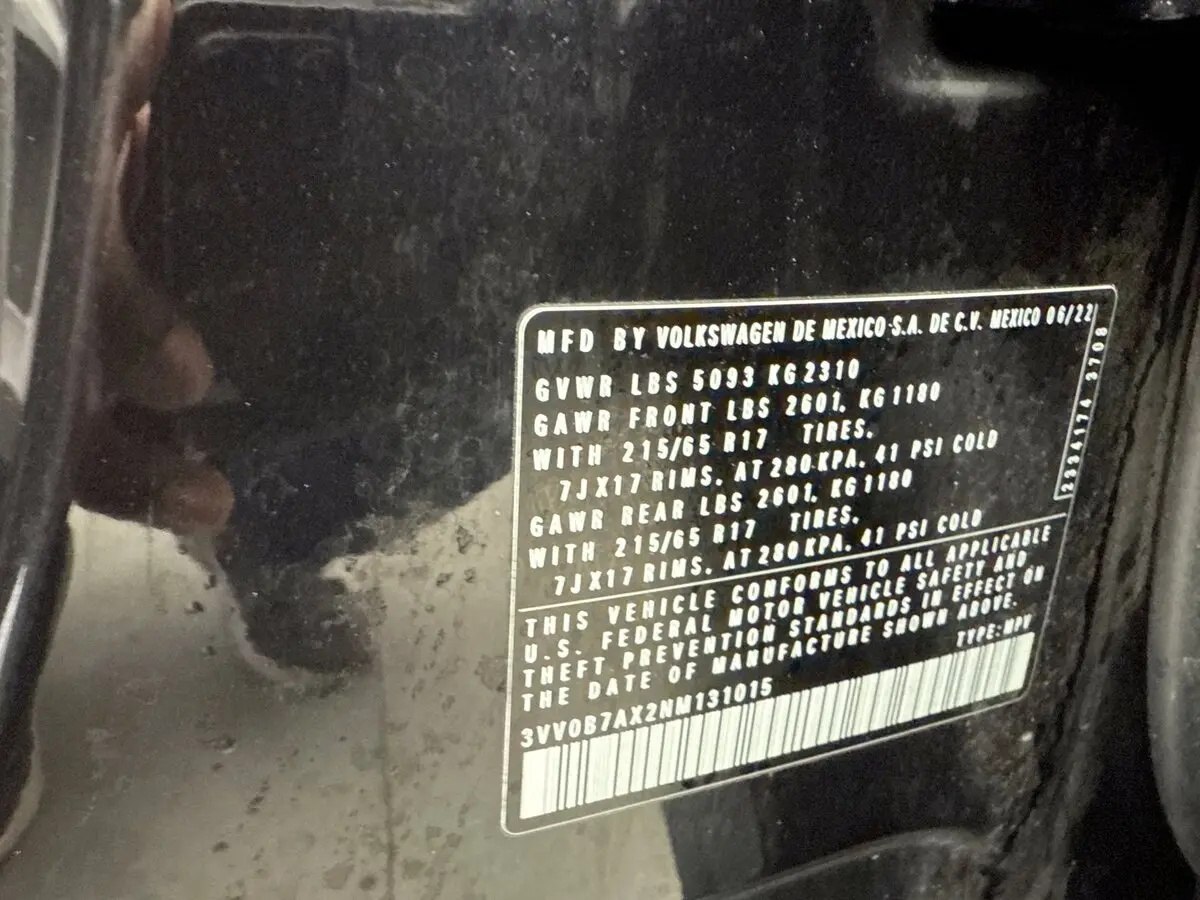 MFD BY VOLKSWAGEN DE MEXICO S.A. DE C.V. MEXICO 06/22
GVWR LBS 5093 KG 2310
GAWR FRONT LBS 2601. KG 1180
WITH 215/65 R17 TIRES.
7JX17 RIMS. AT 280 KPA. 41 PSI COLD
GAWR REAR LBS 2601. KG 1180
WITH 215/65 R17 TIRES.
7JX17 RIMS. AT 280 KPA. 41 PSI COLD
2234174 3708
THIS VEHICLE CONFORMS TO ALL APPLICABLE
U.S. FEDERAL MOTOR VEHICLE SAFETY AND
THEFT PREVENTION STANDARDS IN EFFECT ON
THE DATE OF MANUFACTURE SHOWN ABOVE.
TYPE: MPV
3VV0B7AX2NM131015